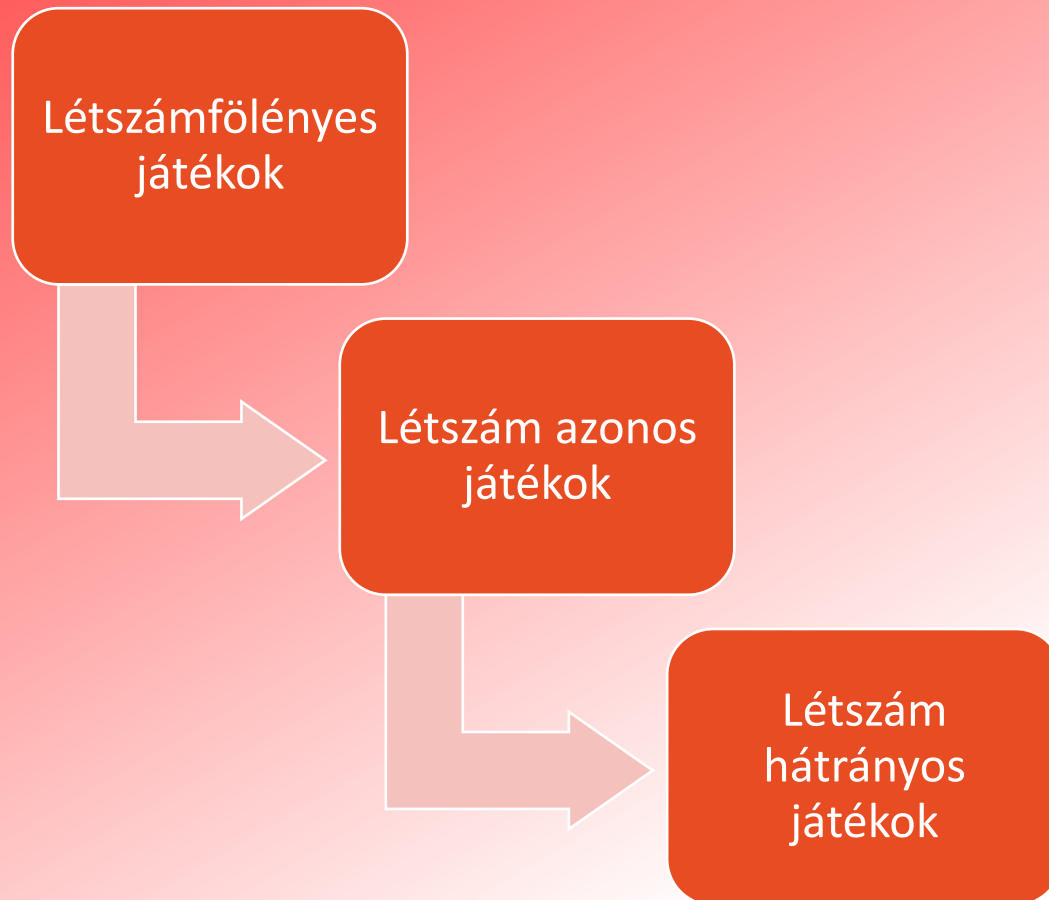 Létszámfölényes
játékok
Létszám azonos
játékok
Létszám
hátrányos
játékok